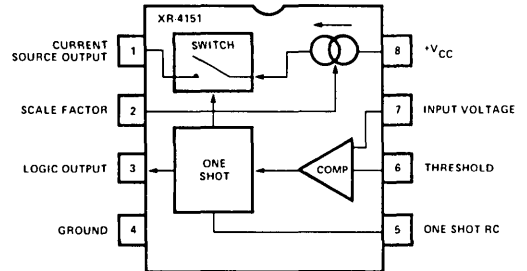 XR-4151
CURRENT
SOURCE OUTPUT
1
SWITCH
8
+VCC
SCALE FACTOR
2
7
INPUT VOLTAGE
LOGIC OUTPUT
3
ONE
SHOT
COMP
6
THRESHOLD
GROUND
4
5
ONE SHOT RC